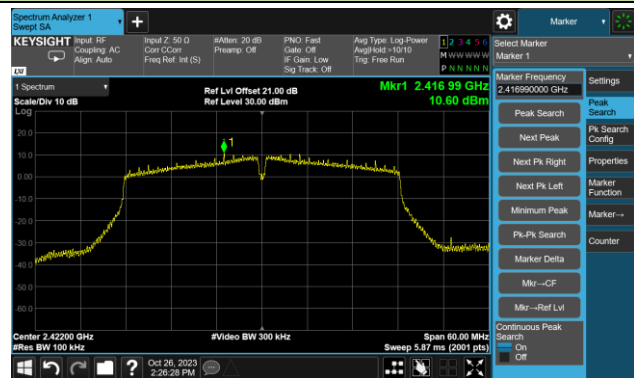 Spectrum Analyzer 1
Swept SA
+
Marker
KEYSIGHT
Input: RF
Coupling: AC
Align: Auto
Input Z: 50 Ω
Corr CCorr
Freq Ref: Int (S)
#Atten: 20 dB
Preamp: Off
PNO: Fast
Gate: Off
IF Gain: Low
Sig Track: Off
Avg Type: Log-Power
Avg|Hold:>10/10
Trig: Free Run
1 2 3 4 5 6
M W W W W W
P N N N N N
LXI
Select Marker
Marker 1
1 Spectrum
Scale/Div 10 dB
Log
Ref Lvl Offset 21.00 dB
Ref Level 30.00 dBm
Mkr1 2.416 99 GHz
10.60 dBm
1
20.0
10.0
0.00
-10.0
-20.0
-30.0
-40.0
-50.0
-60.0
Center 2.42200 GHz
#Res BW 100 kHz
#Video BW 300 kHz
Span 60.00 MHz
Sweep 5.87 ms (2001 pts)
Marker Frequency
2.416990000 GHz
Peak Search
Next Peak
Next Pk Right
Next Pk Left
Minimum Peak
Pk-Pk Search
Marker Delta
Mkr→CF
Mkr→Ref Lvl
Continuous Peak
Search
On
Off
Settings
Peak
Search
Pk Search
Config
Properties
Marker
Function
Marker→
Counter
?
Oct 26, 2023
2:26:28 PM